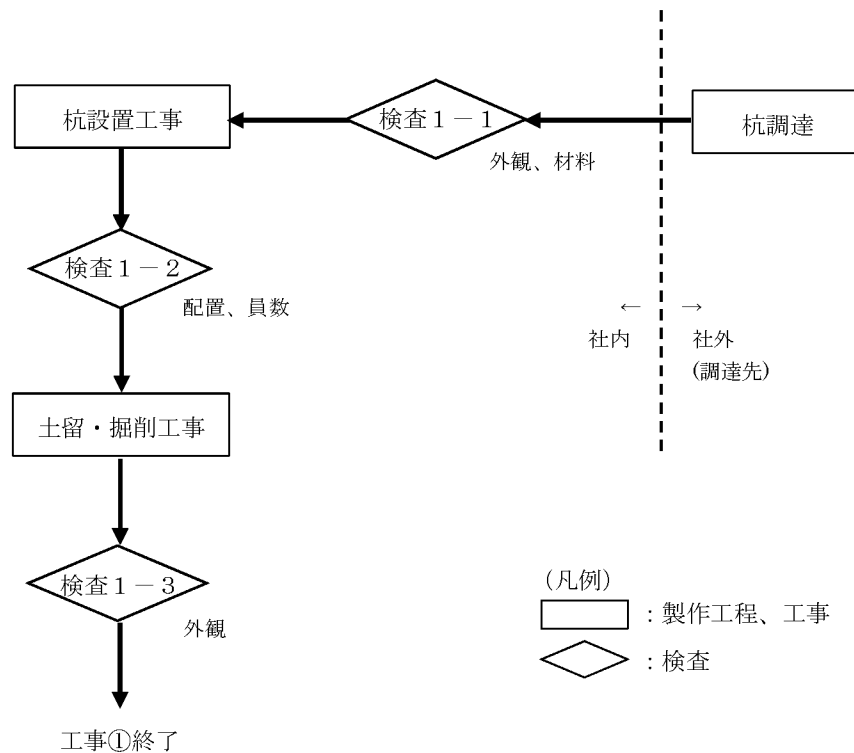 杭設置工事
検査1－1
杭調達
外観、材料
検査1－2
配置、員数
← →
社内 社外
(調達先)
土留・掘削工事
検査1－3
外観
(凡例)
：製作工程、工事
：検査
工事①終了